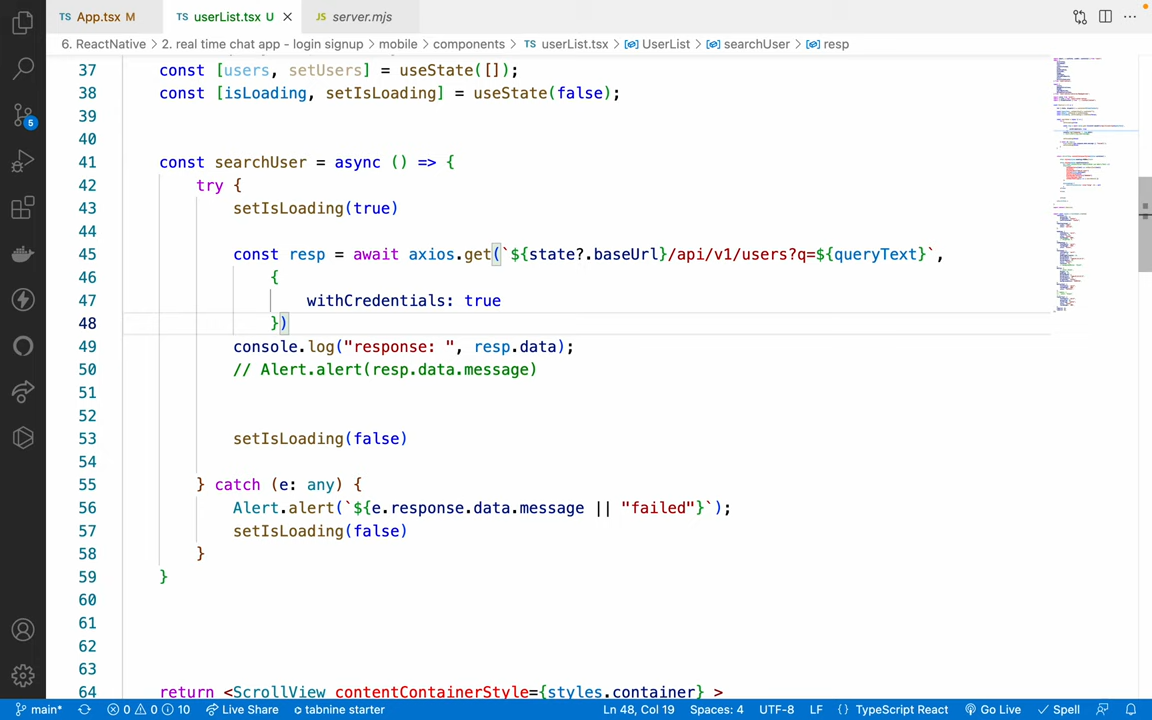 TS App.tsx M
TS userList.tsx U
JS server.mjs
6. ReactNative > 2. real time chat app - login signup > mobile > components > TS userList.tsx > UserList > searchUser > resp
37 const [users, setUsers] = useState([]);
38 const [isLoading, setIsLoading] = useState(false);
39
40
41 const searchUser = async () => {
42 try {
43 setIsLoading(true)
44
45 const resp = await axios.get(`${state?.baseUrl}/api/v1/users?q=${queryText}`,
46 {
47 withCredentials: true
48 })
49 console.log("response: ", resp.data);
50 // Alert.alert(resp.data.message)
51
52
53 setIsLoading(false)
54
55 } catch (e: any) {
56 Alert.alert(`${e.response.data.message || "failed"}`);
57 setIsLoading(false)
58 }
59 }
60
61
62
63
64 return <ScrollView contentContainerStyle={styles.container} >
5
main* 0 0 10 Live Share tabnine starter Ln 48, Col 19 Spaces: 4 UTF-8 LF {} TypeScript React Go Live Spell